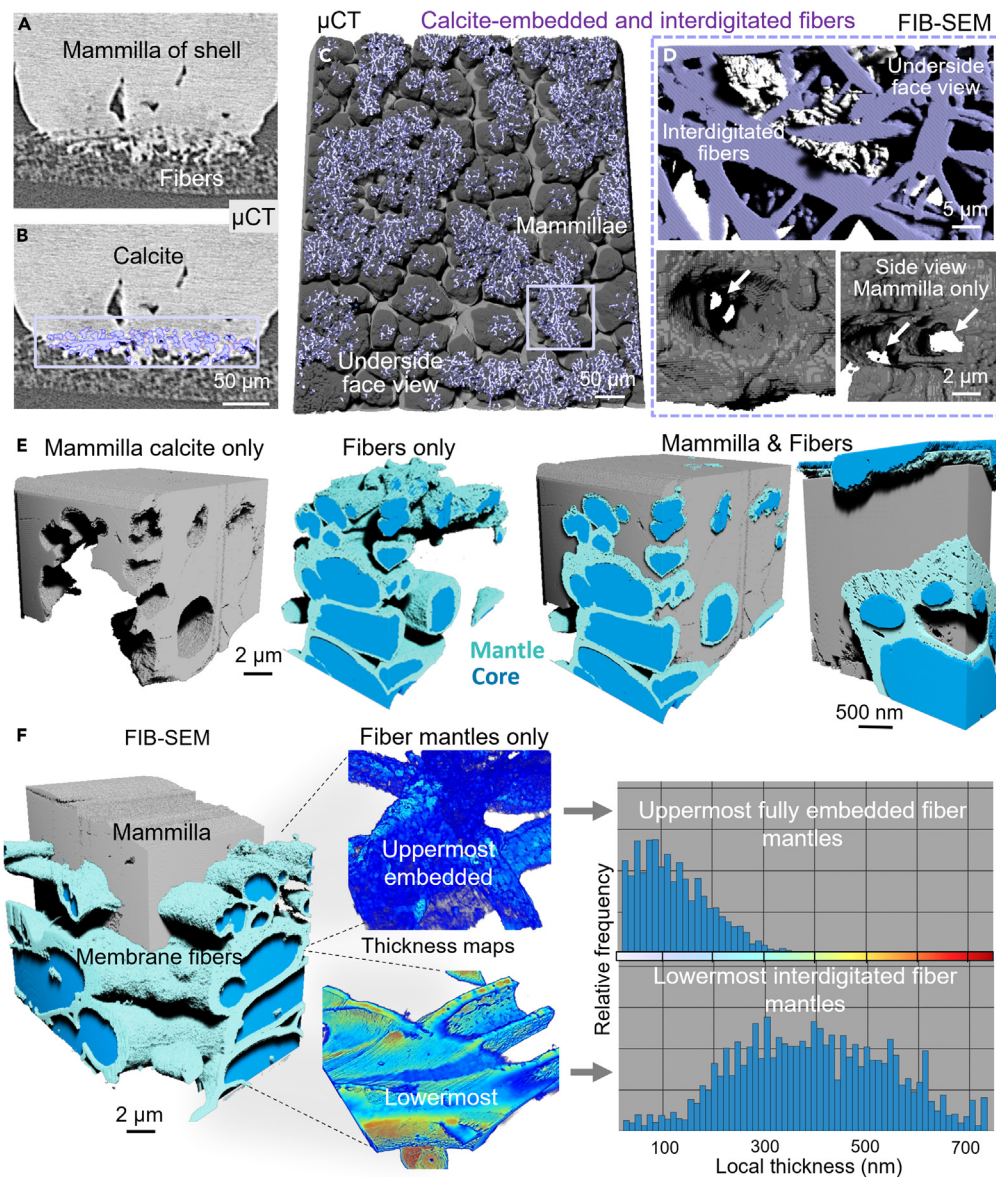 A
Mammilla of shell
Fibers
B
µCT
Calcite
50 µm
µCT
Calcite-embedded and interdigitated fibers
FIB-SEM
C
Mammillae
Underside
face view
50 µm
D
Underside
face view
Interdigitated
fibers
5 µm
Side view
Mammilla only
2 µm
E
Mammilla calcite only
Fibers only
Mammilla & Fibers
2 µm
Mantle
Core
500 nm
F
FIB-SEM
Fiber mantles only
Mammilla
Membrane fibers
2 µm
Uppermost
embedded
Thickness maps
Lowermost
Relative frequency
Uppermost fully embedded fiber
mantles
Lowermost interdigitated fiber
mantles
100
300
500
700
Local thickness (nm)